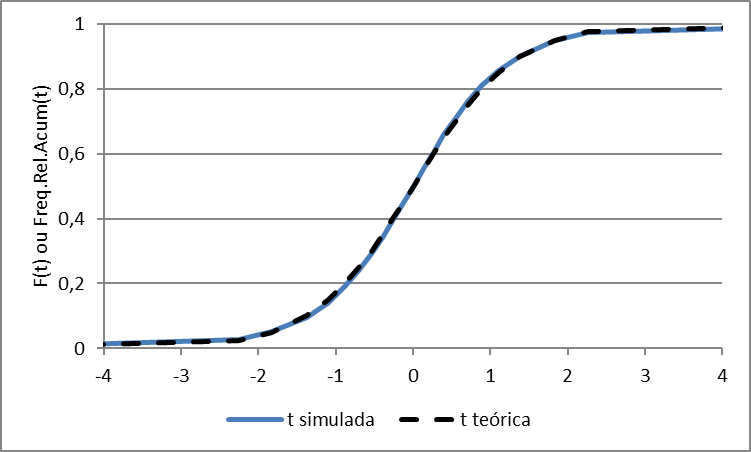 1
0,8
0,6
0,4
0,2
0
F(t) ou Freq.Rel.Acum(t)
-4 -3 -2 -1 0 1 2 3 4
t simulada t teórica